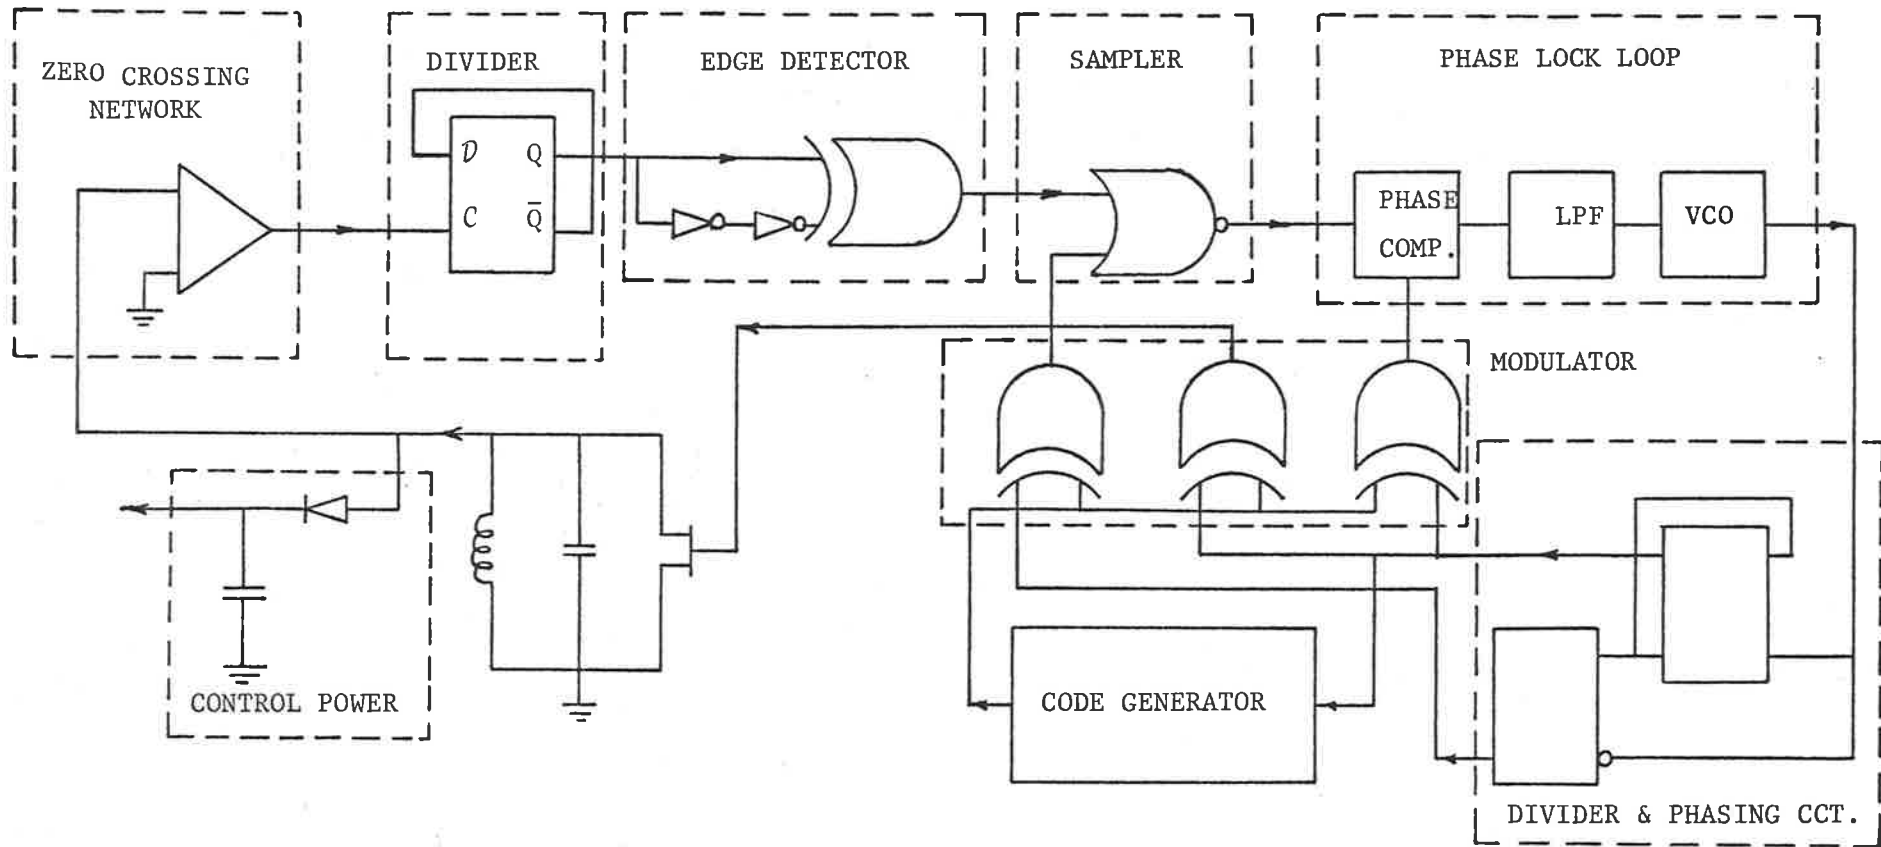 ZERO CROSSING
NETWORK
DIVIDER
D Q
C Q̅
EDGE DETECTOR
SAMPLER
PHASE LOCK LOOP
PHASE
COMP.
LPF
VCO
MODULATOR
CONTROL POWER
CODE GENERATOR
DIVIDER & PHASING CCT.